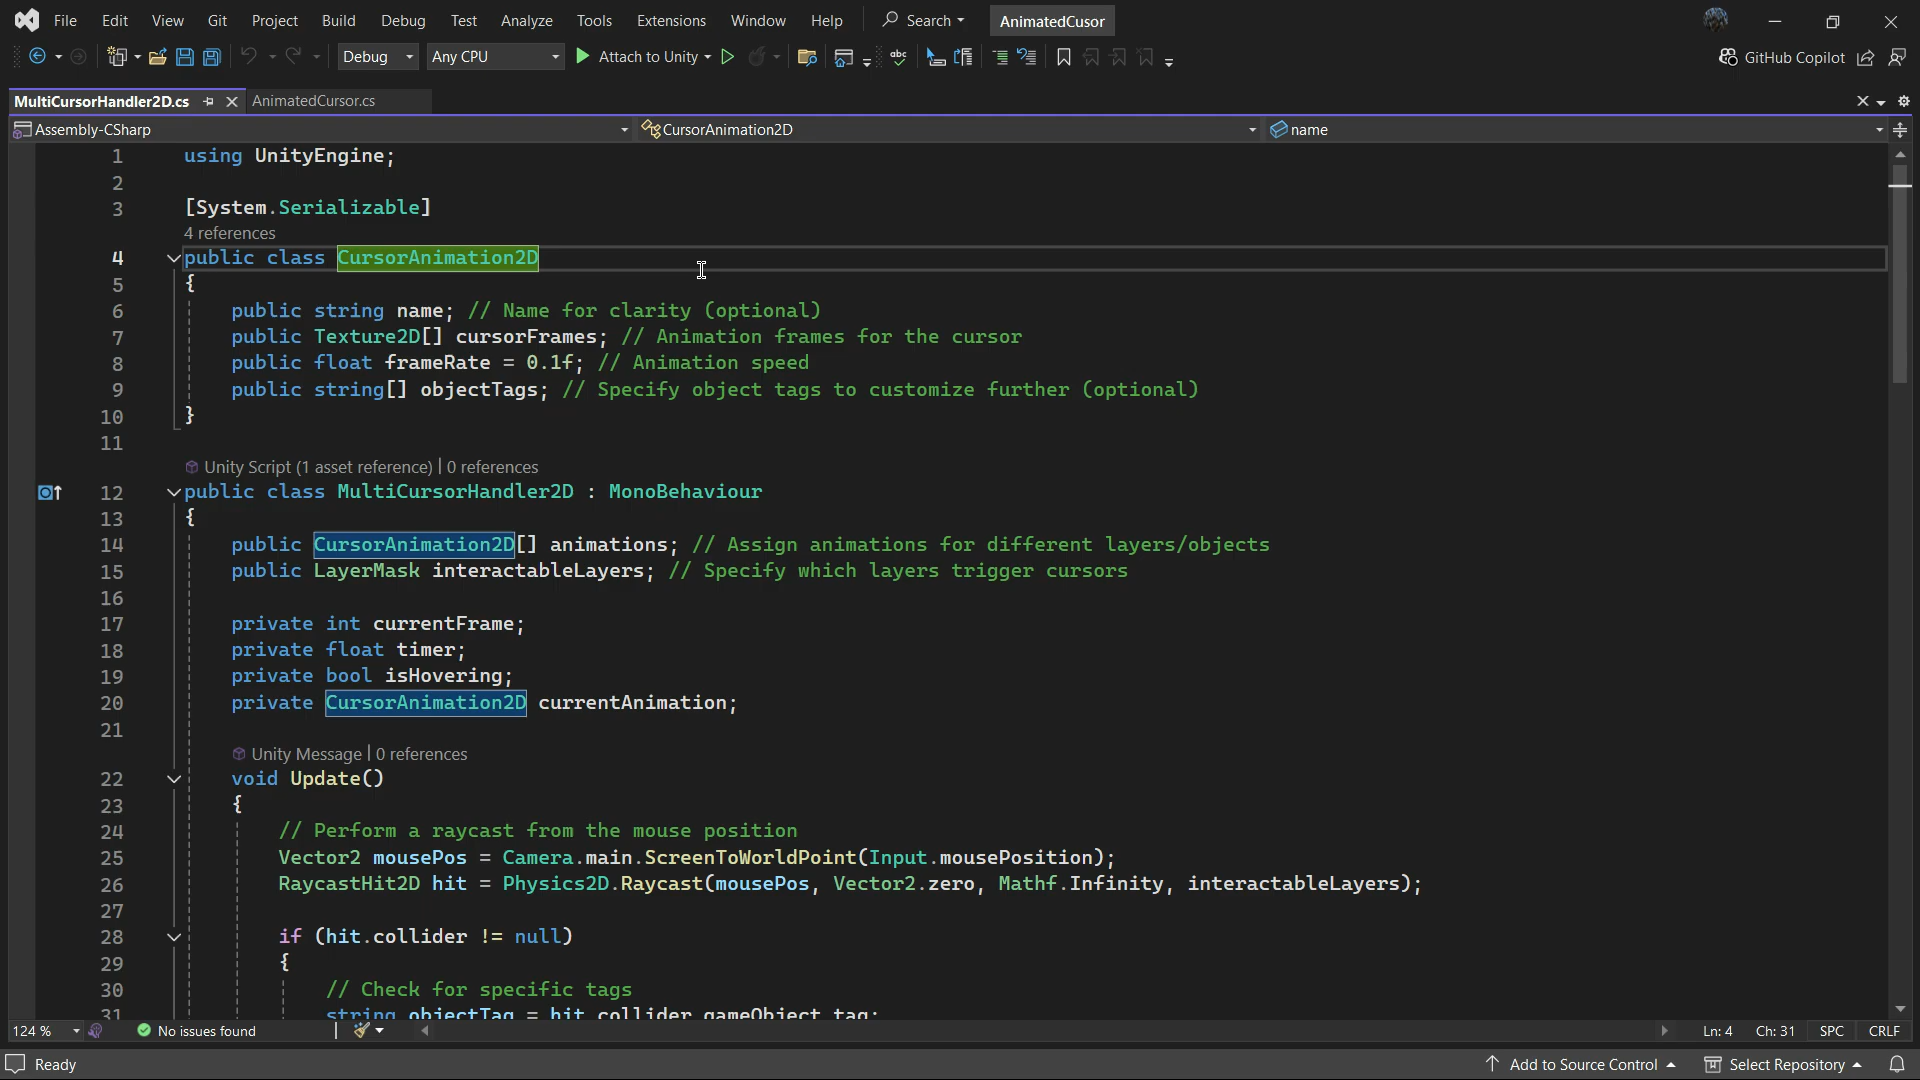 File Edit View Git Project Build Debug Test Analyze Tools Extensions Window Help Search AnimatedCusor
Debug Any CPU Attach to Unity abc GitHub Copilot
MultiCursorHandler2D.cs AnimatedCursor.cs
Assembly-CSharp CursorAnimation2D name
1 using UnityEngine;
2
3 [System.Serializable]
4 references
4 public class CursorAnimation2D
5 {
6 public string name; // Name for clarity (optional)
7 public Texture2D[] cursorFrames; // Animation frames for the cursor
8 public float frameRate = 0.1f; // Animation speed
9 public string[] objectTags; // Specify object tags to customize further (optional)
10 }
11
Unity Script (1 asset reference) | 0 references
12 public class MultiCursorHandler2D : MonoBehaviour
13 {
14 public CursorAnimation2D[] animations; // Assign animations for different layers/objects
15 public LayerMask interactableLayers; // Specify which layers trigger cursors
16
17 private int currentFrame;
18 private float timer;
19 private bool isHovering;
20 private CursorAnimation2D currentAnimation;
21
Unity Message | 0 references
22 void Update()
23 {
24 // Perform a raycast from the mouse position
25 Vector2 mousePos = Camera.main.ScreenToWorldPoint(Input.mousePosition);
26 RaycastHit2D hit = Physics2D.Raycast(mousePos, Vector2.zero, Mathf.Infinity, interactableLayers);
27
28 if (hit.collider != null)
29 {
30 // Check for specific tags
31 string objectTag = hit.collider.gameObject.tag;
124 % No issues found Ln: 4 Ch: 31 SPC CRLF
Ready Add to Source Control Select Repository